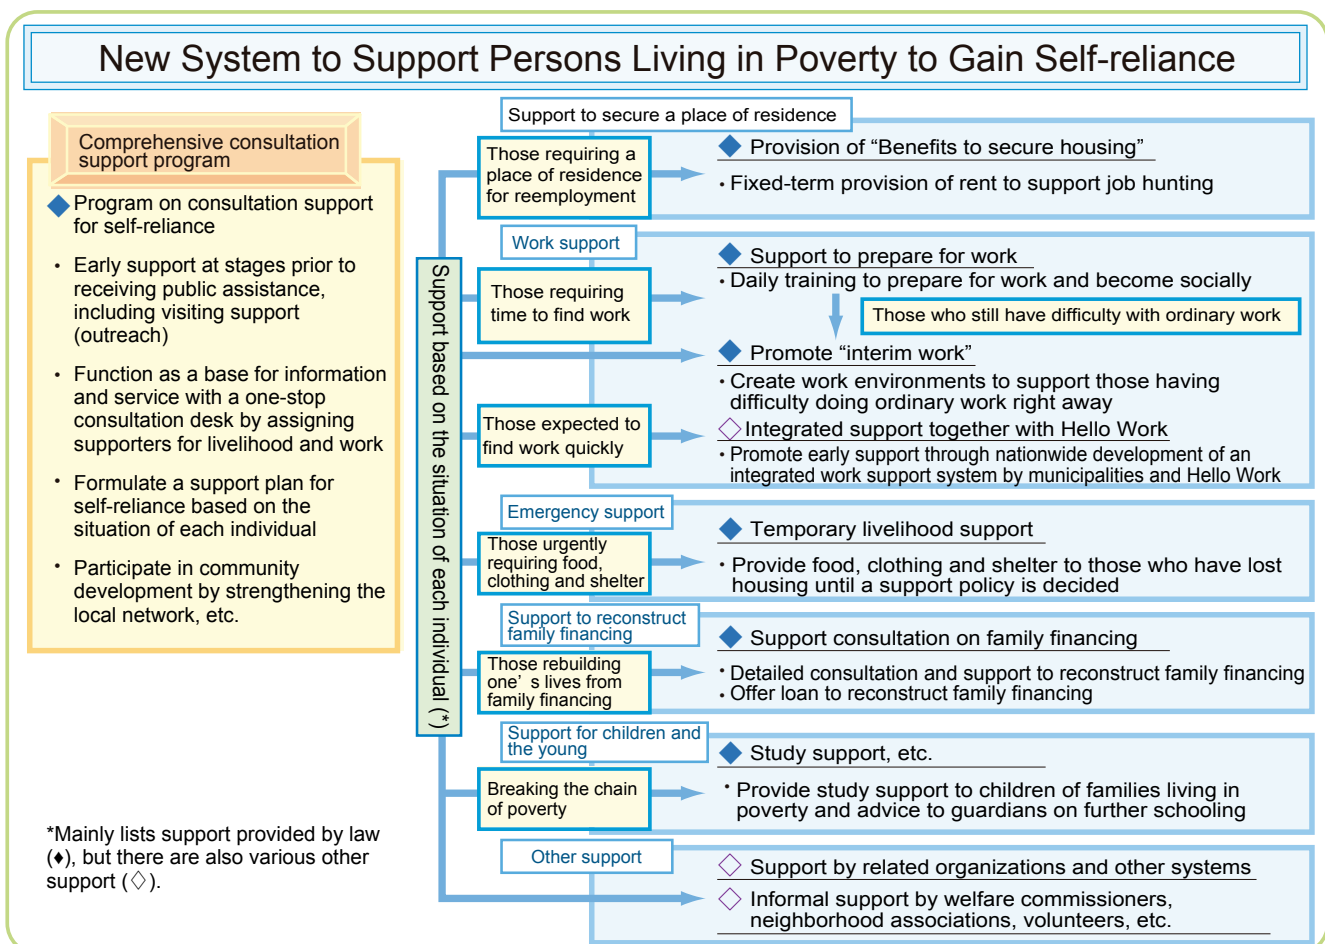 New System to Support Persons Living in Poverty to Gain Self-reliance
Comprehensive consultation
support program
◆ Program on consultation support
for self-reliance
・ Early support at stages prior to
receiving public assistance,
including visiting support
(outreach)
・ Function as a base for information
and service with a one-stop
consultation desk by assigning
supporters for livelihood and work
・ Formulate a support plan for
self-reliance based on the
situation of each individual
・ Participate in community
development by strengthening the
local network, etc.
*Mainly lists support provided by law
(♦), but there are also various other
support (◇).
Support based on the situation of each individual (*)
Support to secure a place of residence
Those requiring a
place of residence
for reemployment
◆ Provision of “Benefits to secure housing”
・Fixed-term provision of rent to support job hunting
Work support
Those requiring
time to find work
◆ Support to prepare for work
・Daily training to prepare for work and become socially
Those who still have difficulty with ordinary work
◆ Promote “interim work”
・Create work environments to support those having
difficulty doing ordinary work right away
Those expected to
find work quickly
◇Integrated support together with Hello Work
・Promote early support through nationwide development of an
integrated work support system by municipalities and Hello Work
Emergency support
Those urgently
requiring food,
clothing and shelter
◆ Temporary livelihood support
・Provide food, clothing and shelter to those who have lost
housing until a support policy is decided
Support to reconstruct
family financing
Those rebuilding
one’ s lives from
family financing
◆ Support consultation on family financing
・Detailed consultation and support to reconstruct family financing
・Offer loan to reconstruct family financing
Support for children and
the young
Breaking the chain
of poverty
◆ Study support, etc.
・Provide study support to children of families living in
poverty and advice to guardians on further schooling
Other support
◇ Support by related organizations and other systems
◇ Informal support by welfare commissioners,
neighborhood associations, volunteers, etc.